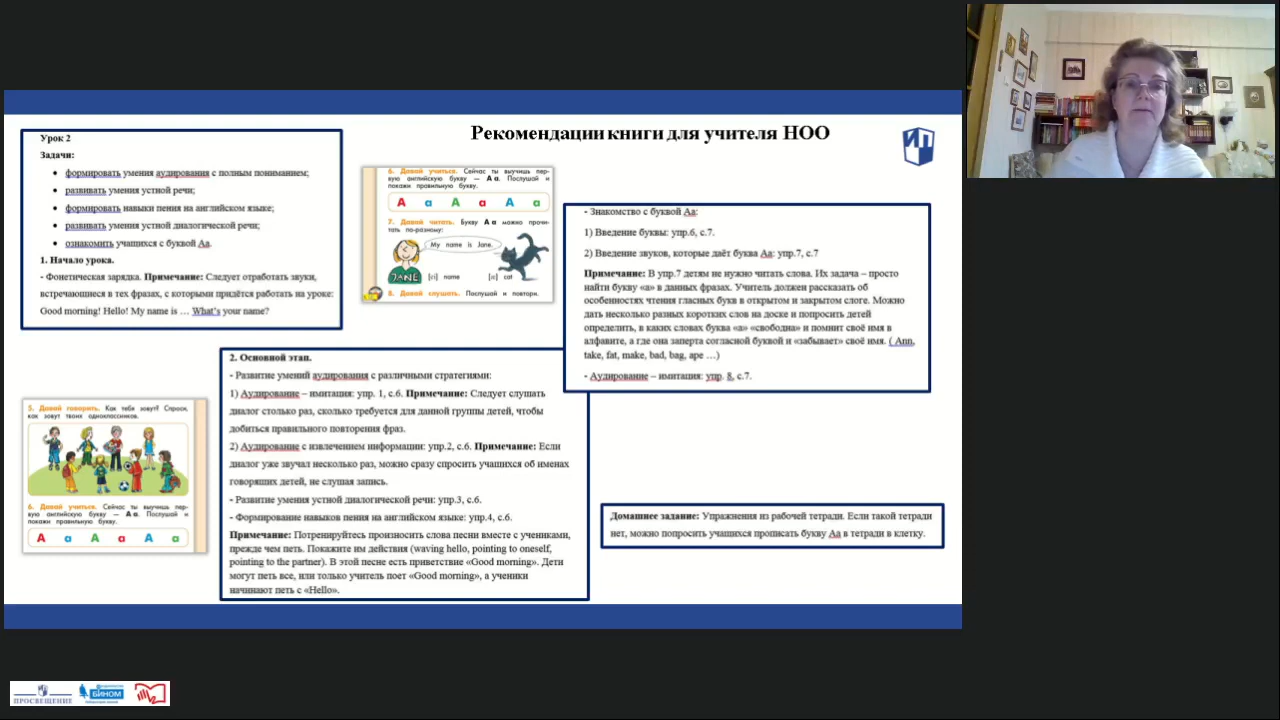 Рекомендации книги для учителя НОО
Урок 2
Задачи:
формировать умения аудирования с полным пониманием;
развивать умения устной речи;
формировать навыки пения на английском языке;
развивать умения устной диалогической речи;
ознакомить учащихся с буквой Аа.
1. Начало урока.
- Фонетическая зарядка. Примечание: Следует отработать звуки,
встречающиеся в тех фразах, с которыми придётся работать на уроке:
Good morning! Hello! My name is … What's your name?
6. Давай учиться. Сейчас ты выучишь пер-
вую английскую букву — A a. Послушай и
покажи правильную букву.
A a A a A a
7. Давай читать. Букву A a можно прочи-
тать по-разному:
My name is Jane.
JANE
[eɪ] name [æ] cat
8. Давай слушать. Послушай и повтори.
- Знакомство с буквой Аа:
1) Введение буквы: упр.6, с.7.
2) Введение звуков, которые даёт буква Аа: упр.7, с.7
Примечание: В упр.7 детям не нужно читать слова. Их задача – просто
найти букву «а» в данных фразах. Учитель должен рассказать об
особенностях чтения гласных букв в открытом и закрытом слоге. Можно
дать несколько разных коротких слов на доске и попросить детей
определить, в каких словах буква «а» «свободна» и помнит своё имя в
алфавите, а где она заперта согласной буквой и «забывает» своё имя. ( Ann,
take, fat, make, bad, bag, ape …)
- Аудирование – имитация: упр. 8, с.7.
2. Основной этап.
- Развитие умений аудирования с различными стратегиями:
1) Аудирование – имитация: упр. 1, с.6. Примечание: Следует слушать
диалог столько раз, сколько требуется для данной группы детей, чтобы
добиться правильного повторения фраз.
2) Аудирование с извлечением информации: упр.2, с.6. Примечание: Если
диалог уже звучал несколько раз, можно сразу спросить учащихся об именах
говорящих детей, не слушая запись.
- Развитие умения устной диалогической речи: упр.3, с.6.
- Формирование навыков пения на английском языке: упр.4, с.6.
Примечание: Потренируйтесь произносить слова песни вместе с учениками,
прежде чем петь. Покажите им действия (waving hello, pointing to oneself,
pointing to the partner). В этой песне есть приветствие «Good morning». Дети
могут петь все, или только учитель поет «Good morning», а ученики
начинают петь с «Hello».
5. Давай говорить. Как тебя зовут? Спроси,
как зовут твоих одноклассников.
6. Давай учиться. Сейчас ты выучишь пер-
вую английскую букву — A a. Послушай и
покажи правильную букву.
A a A a A a
Домашнее задание: Упражнения из рабочей тетради. Если такой тетради
нет, можно попросить учащихся прописать букву Аа в тетради в клетку.
ПРОСВЕЩЕНИЕ
БИНОМ